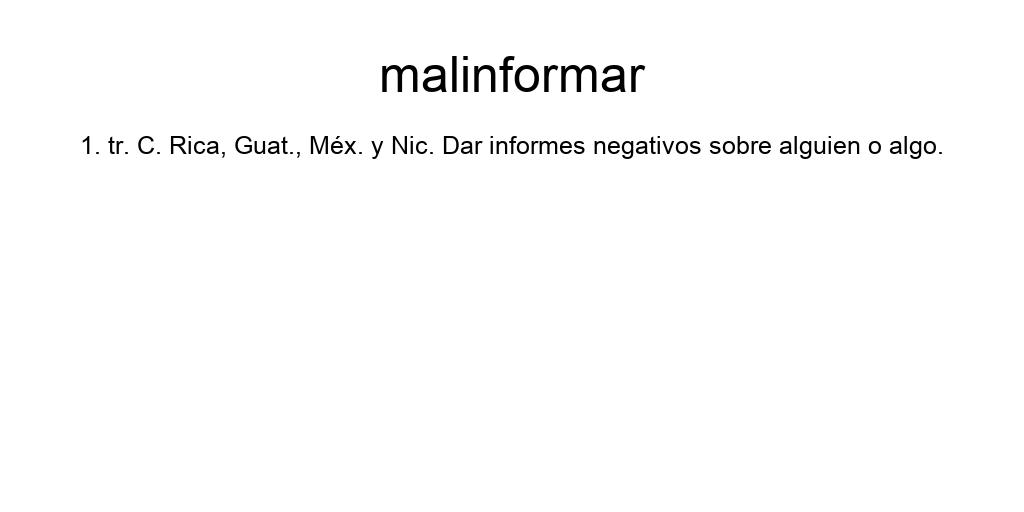 malinformar
1. tr. C. Rica, Guat., Méx. y Nic. Dar informes negativos sobre alguien o algo.